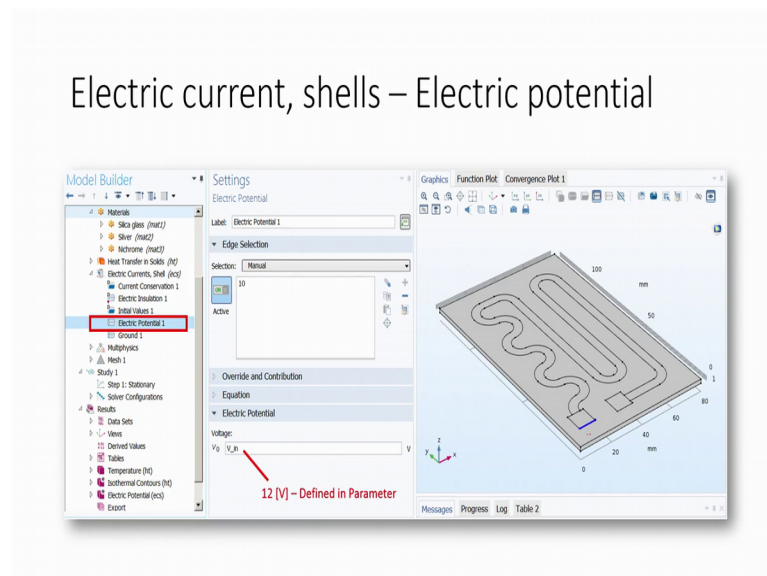 Electric current, shells – Electric potential
Model Builder
Materials
Silica glass (mat1)
Silver (mat2)
Nichrome (mat3)
Heat Transfer in Solids (ht)
Electric Currents, Shell (ecs)
Current Conservation 1
Electric Insulation 1
Initial Values 1
Electric Potential 1
Ground 1
Multiphysics
Mesh 1
Study 1
Step 1: Stationary
Solver Configurations
Results
Data Sets
Views
Derived Values
Tables
Temperature (ht)
Isothermal Contours (ht)
Electric Potential (ecs)
Export
Settings
Electric Potential
Label: Electric Potential 1
Edge Selection
Selection: Manual
10
Active
Override and Contribution
Equation
Electric Potential
Voltage:
V0 V_in V
12 [V] – Defined in Parameter
Graphics Function Plot Convergence Plot 1
100
mm
50
0
1
80
60
40
mm
20
0
z
y x
Messages Progress Log Table 2